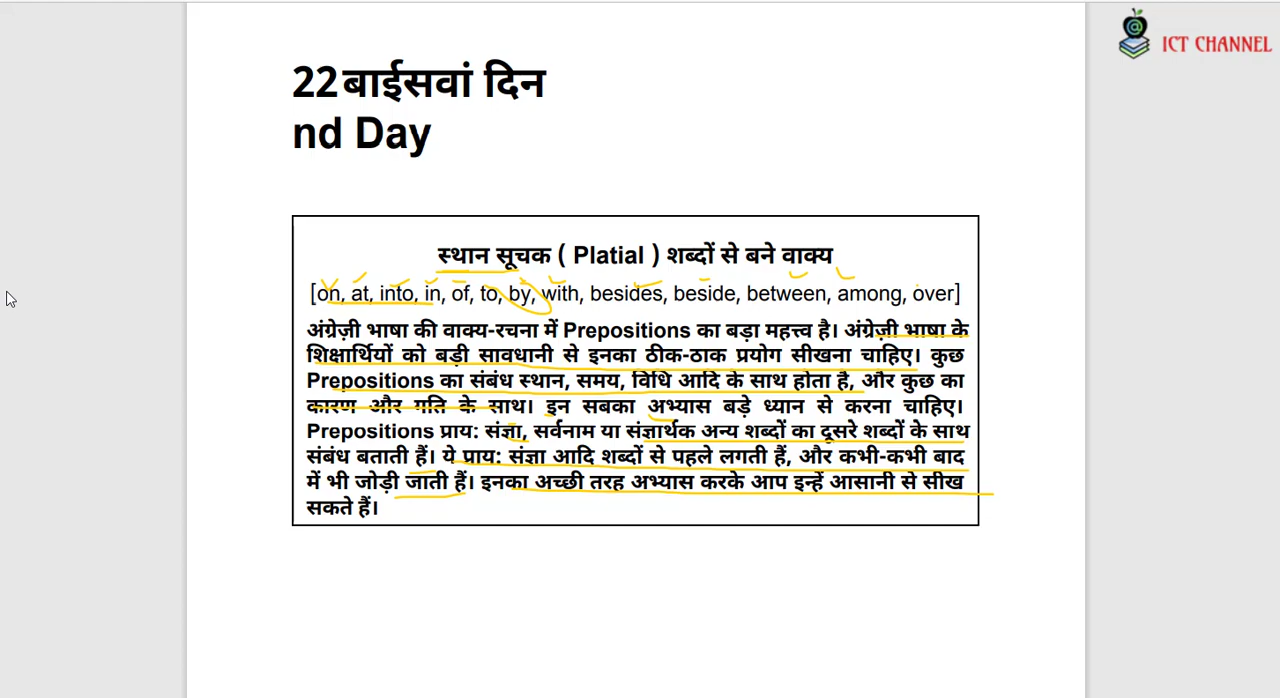 ICT CHANNEL
22बाईसवां दिन
nd Day
स्थान सूचक ( Platial ) शब्दों से बने वाक्य
[on, at, into, in, of, to, by, with, besides, beside, between, among, over]
अंग्रेज़ी भाषा की वाक्य-रचना में Prepositions का बड़ा महत्त्व है। अंग्रेज़ी भाषा के
शिक्षार्थियों को बड़ी सावधानी से इनका ठीक-ठाक प्रयोग सीखना चाहिए। कुछ
Prepositions का संबंध स्थान, समय, विधि आदि के साथ होता है, और कुछ का
कारण और गति के साथ। इन सबका अभ्यास बड़े ध्यान से करना चाहिए।
Prepositions प्राय: संज्ञा, सर्वनाम या संज्ञार्थक अन्य शब्दों का दूसरे शब्दों के साथ
संबंध बताती हैं। ये प्राय: संज्ञा आदि शब्दों से पहले लगती हैं, और कभी-कभी बाद
में भी जोड़ी जाती हैं। इनका अच्छी तरह अभ्यास करके आप इन्हें आसानी से सीख
सकते हैं।